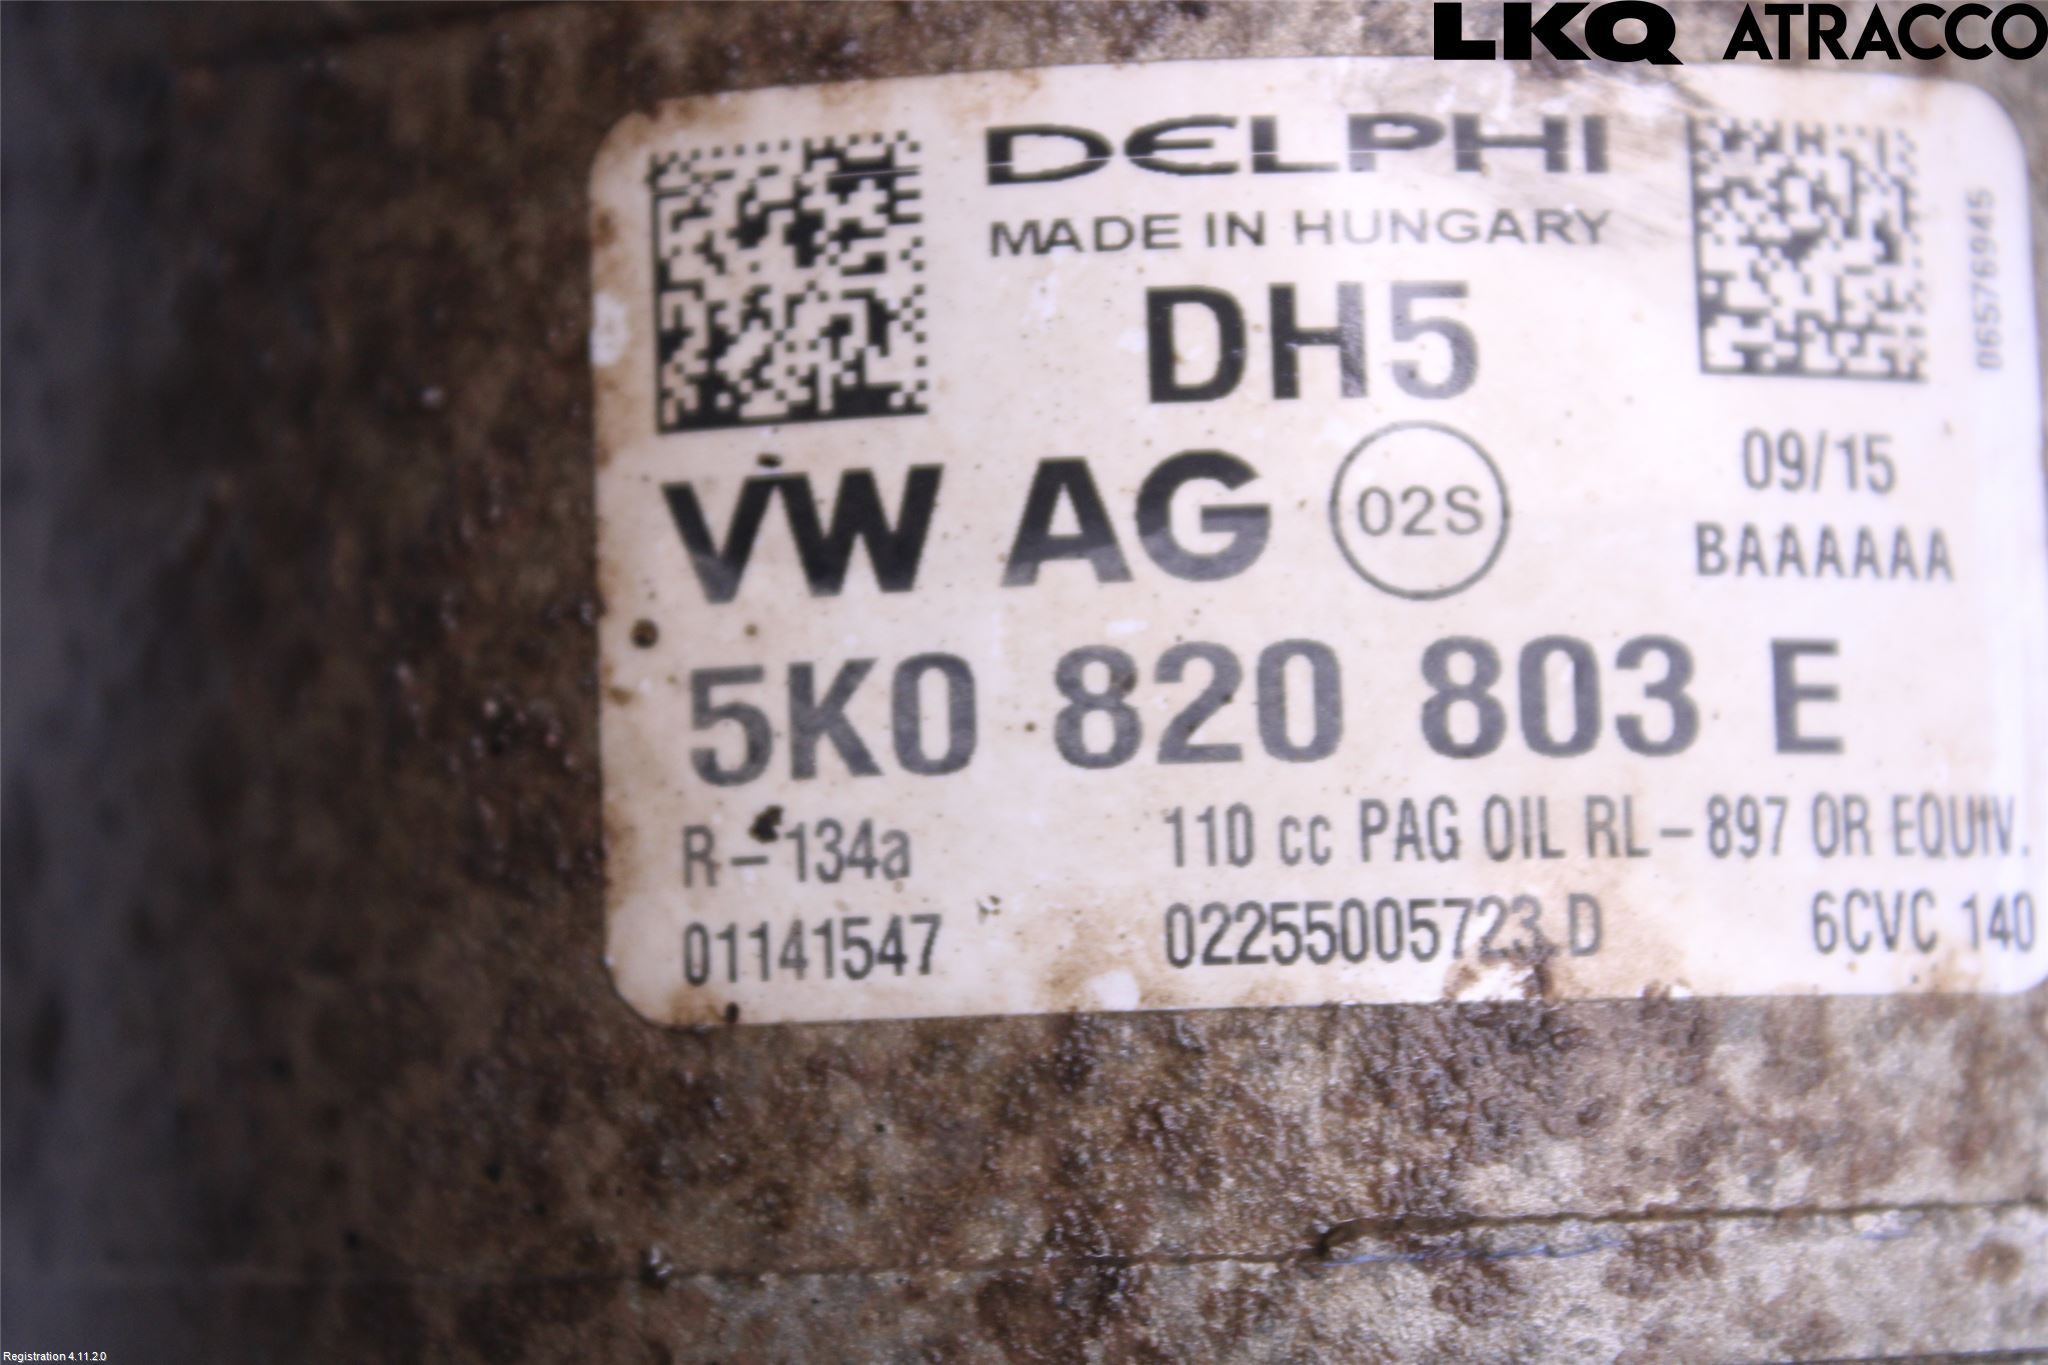 LKQ ATRACCO
DELPHI
MADE IN HUNGARY
06576945
DH5
09/15
VW AG 02S
BAAAAAA
5K0 820 803 E
R-134a 110 cc PAG OIL RL-897 OR EQUIV.
01141547 02255005723 D 6CVC 140
Registration 4.11.2.0